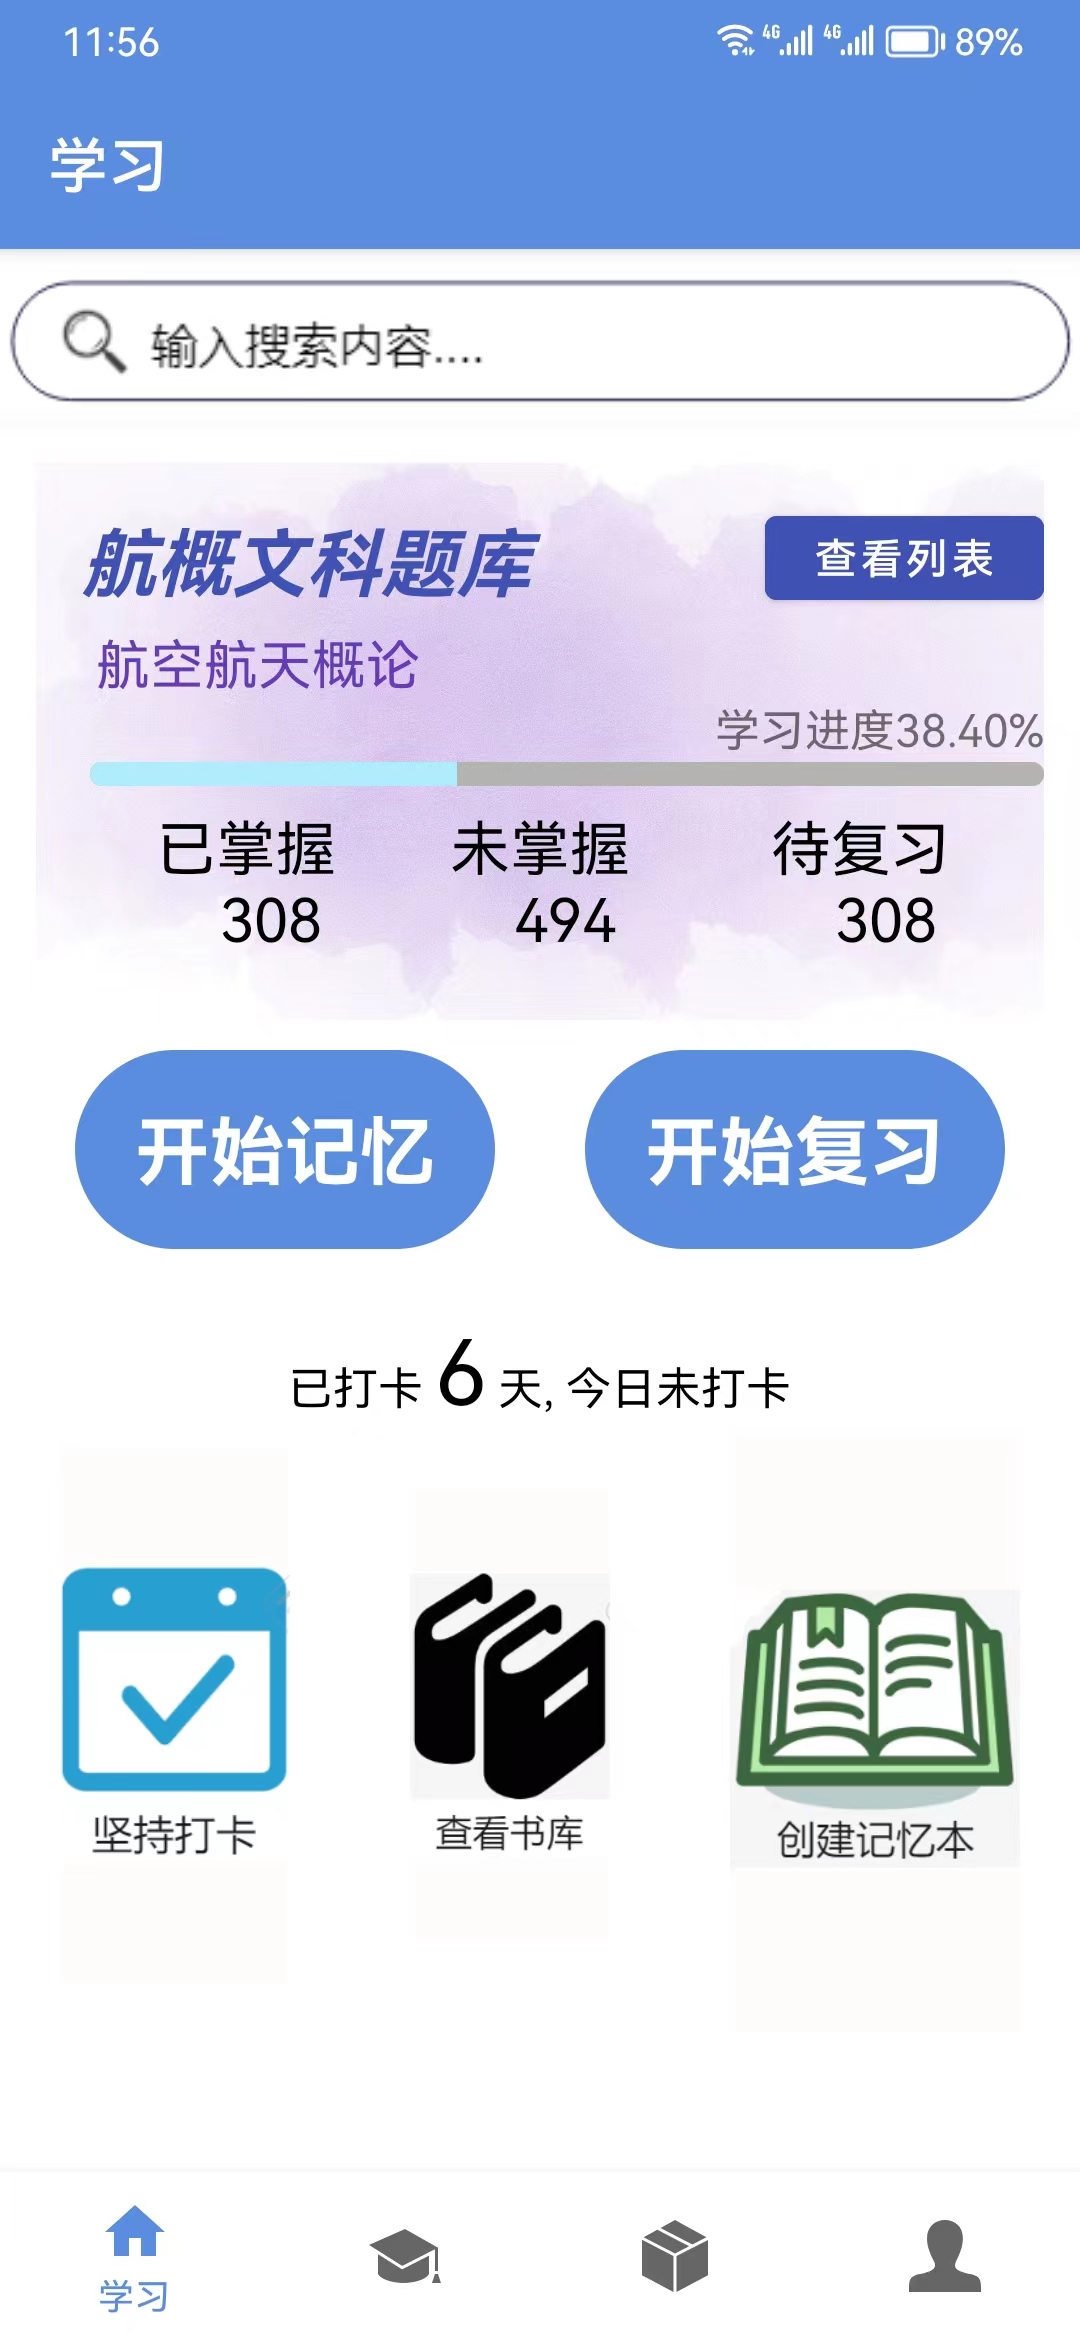 11:56 4G 4G 89%
学习
输入搜索内容....
航概文科题库 查看列表
航空航天概论
学习进度38.40%
已掌握 未掌握 待复习
308 494 308
开始记忆 开始复习
已打卡 6 天, 今日未打卡
坚持打卡 查看书库 创建记忆本
学习